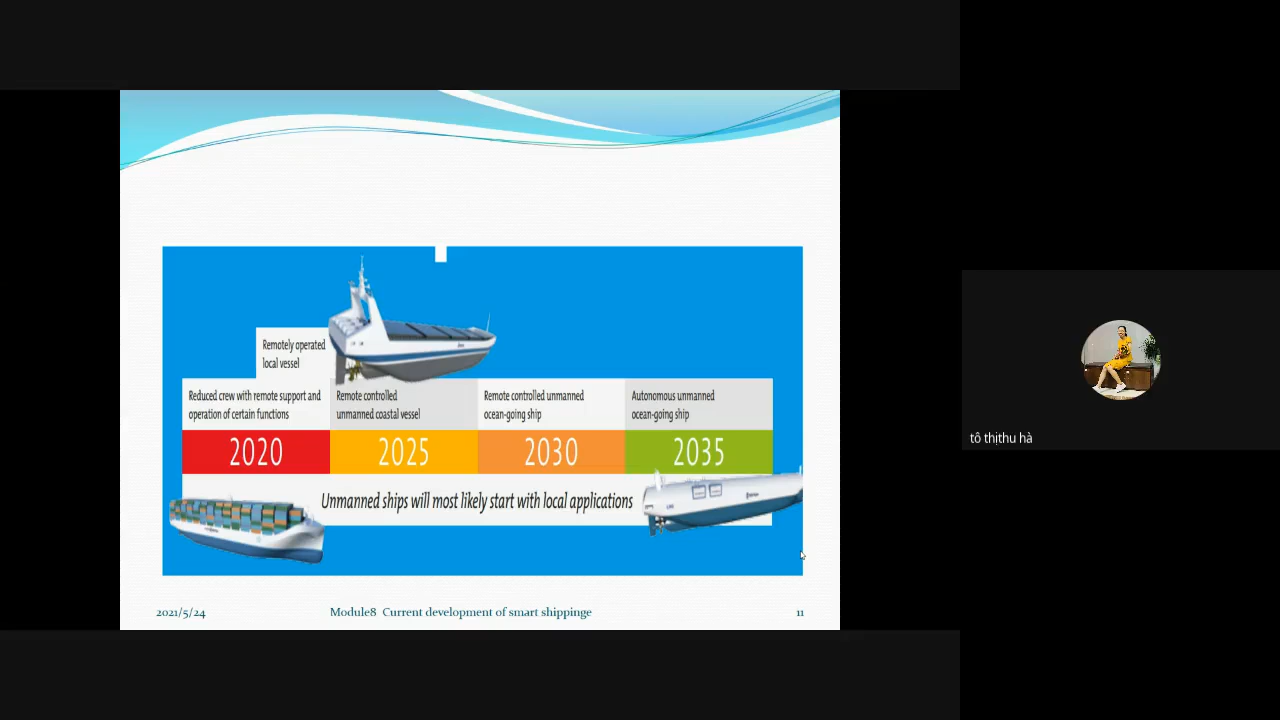 Remotely operated
local vessel
Reduced crew with remote support and
operation of certain functions
Remote controlled
unmanned coastal vessel
Remote controlled unmanned
ocean-going ship
Autonomous unmanned
ocean-going ship
2020
2025
2030
2035
Unmanned ships will most likely start with local applications
2021/5/24
Module8 Current development of smart shippinge
11
tô thịthu hà